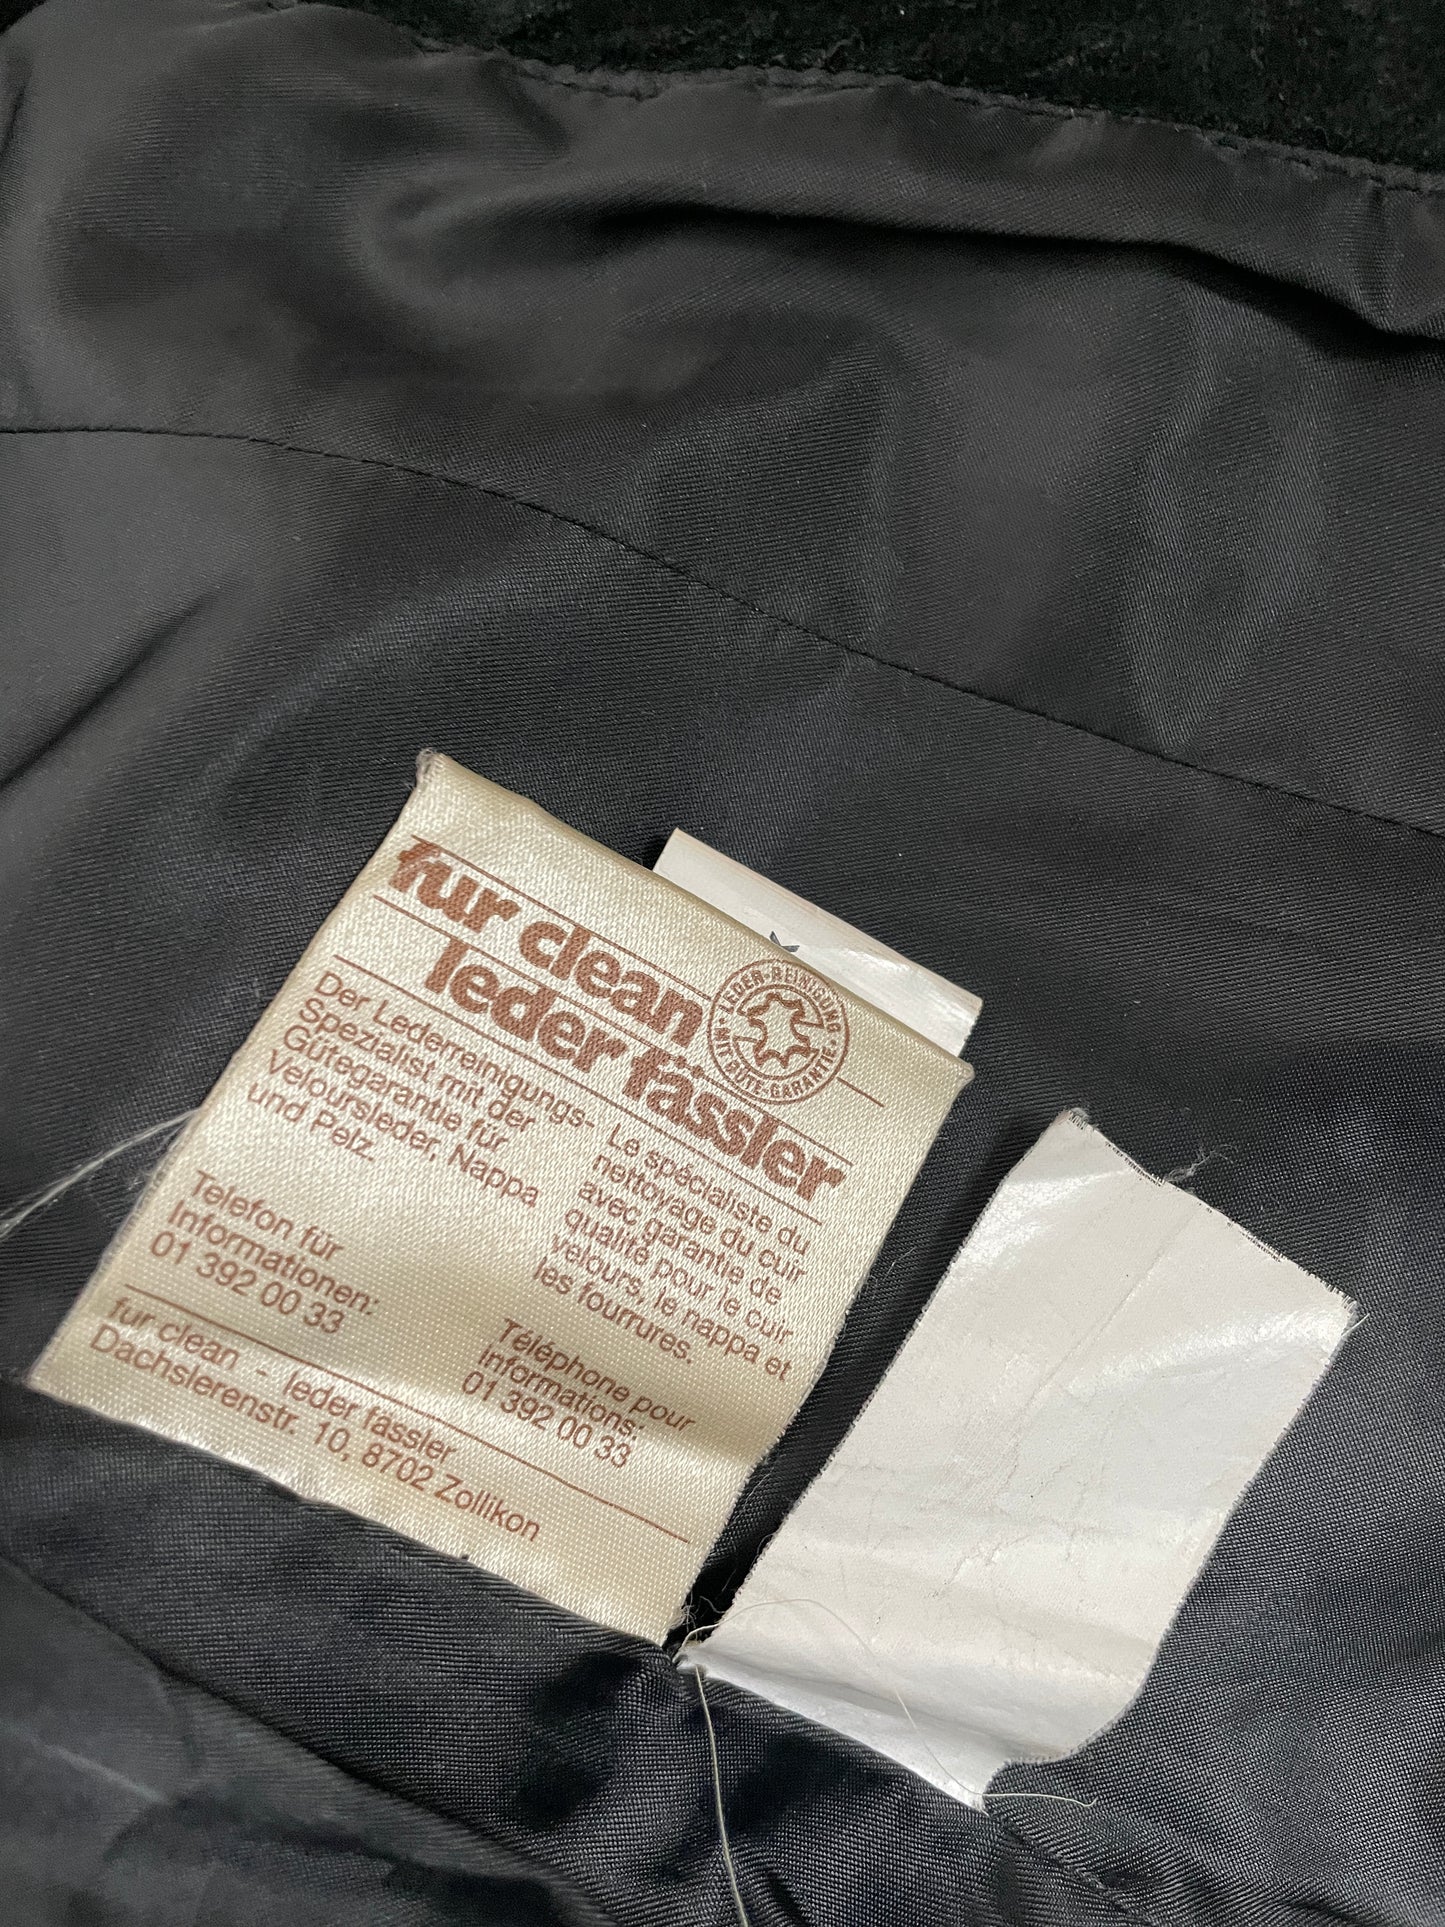 fur clean
leder fässler
LEDER-REINIGUNG
MIT GÜTE-GARANTIE
Der Lederreinigungs-
Spezialist mit der
Gütegarantie für
Veloursleder, Nappa
und Pelz.
Telefon für
Informationen:
01 392 00 33
Le spécialiste du
nettoyage du cuir
avec garantie de
qualité pour le cuir
velours, le nappa et
les fourrures.
Téléphone pour
Informations:
01 392 00 33
fur clean - leder fässler
Dachslerenstr. 10, 8702 Zollikon